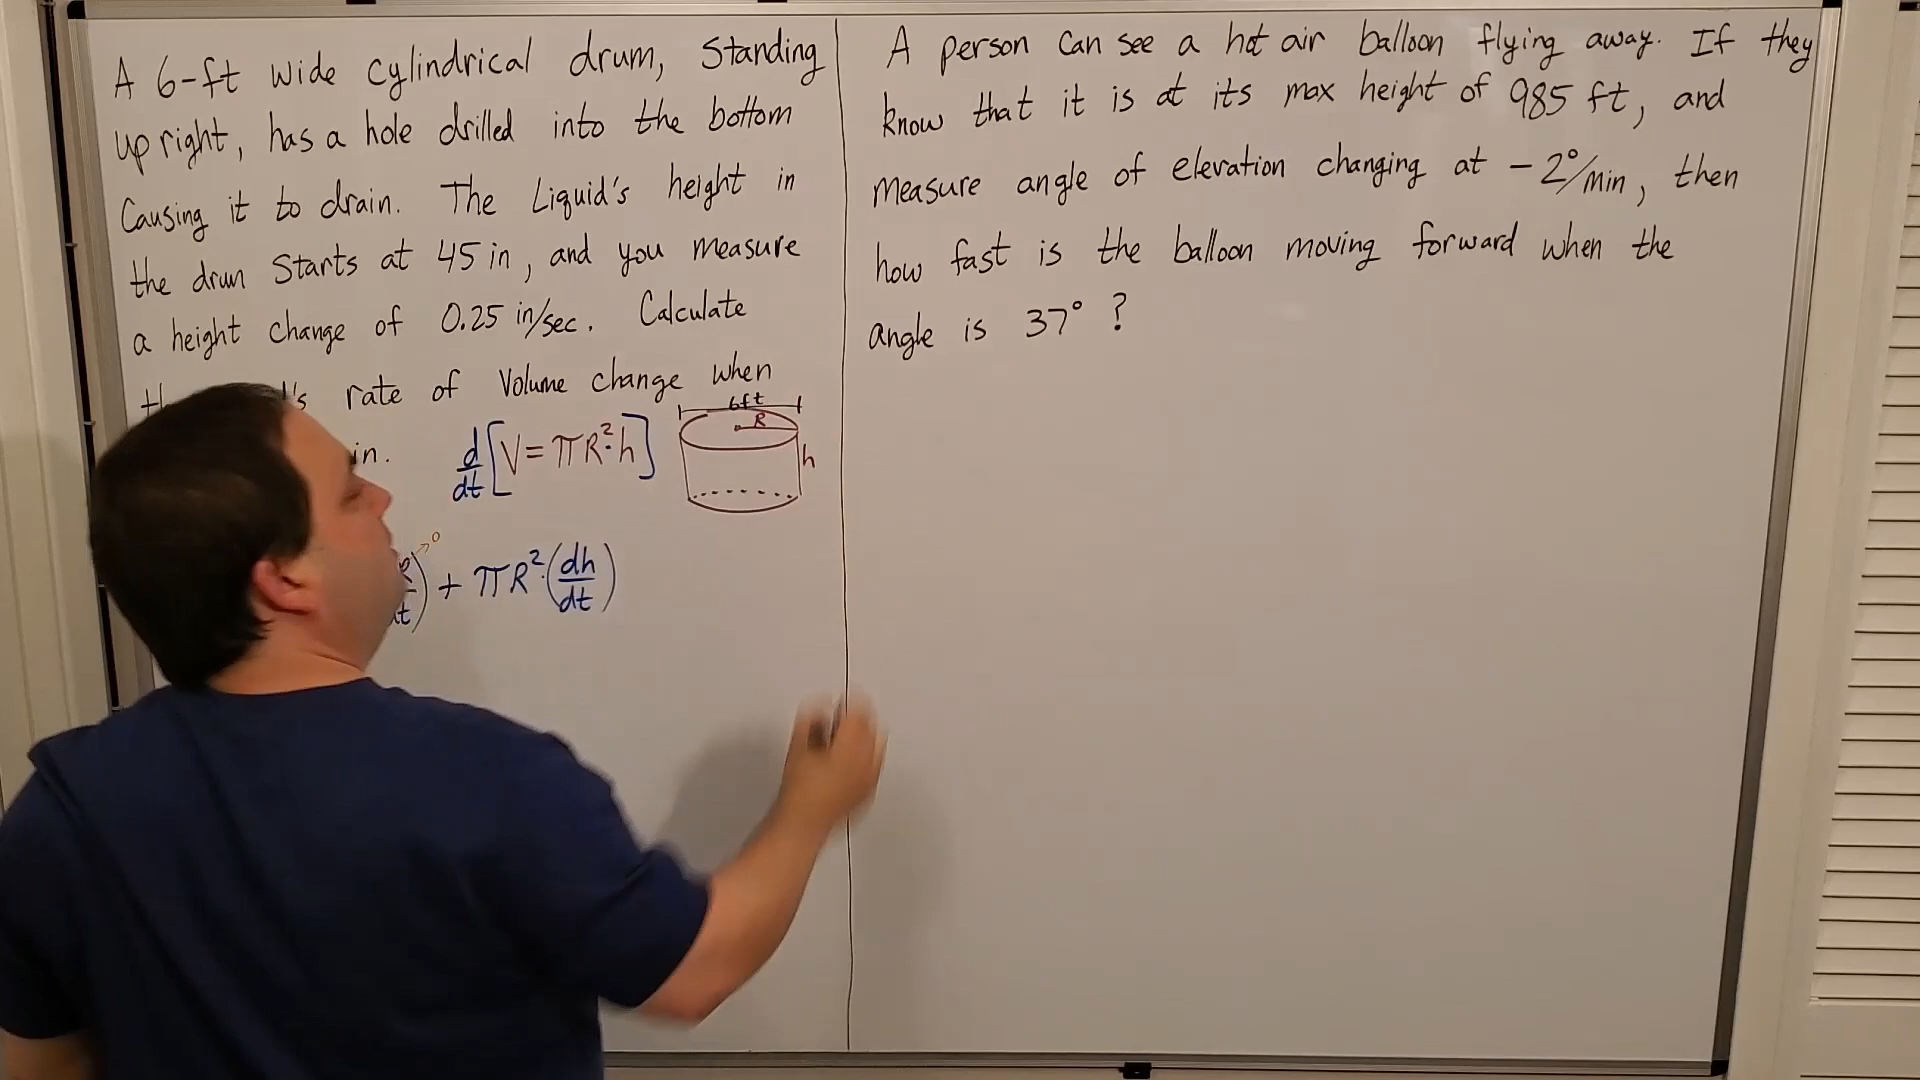 A 6-ft wide cylindrical drum, standing
upright, has a hole drilled into the bottom
causing it to drain. The Liquid's height in
the drum starts at 45 in, and you measure
a height change of 0.25 in/sec. Calculate
rate of Volume change when
in.
6ft
R
h
d/dt [V = πR²·h]
→0
+ πR²·(dh/dt)
A person can see a hot air balloon flying away. If they
know that it is at its max height of 985 ft, and
measure angle of elevation changing at -2°/min, then
how fast is the balloon moving forward when the
angle is 37° ?